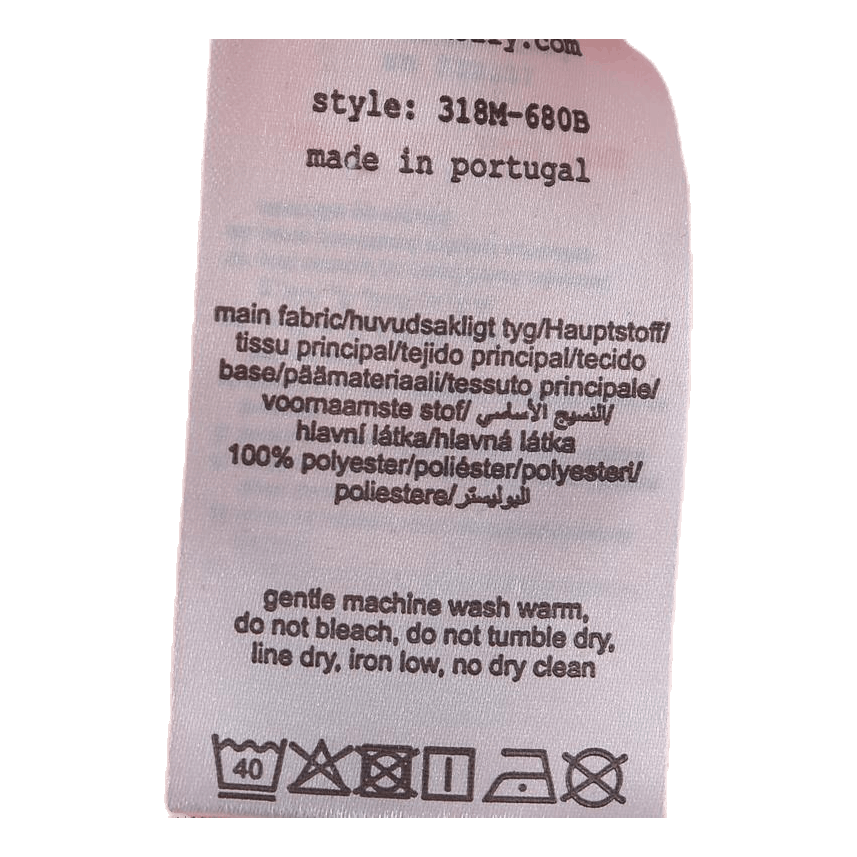 style: 318M-680B
made in portugal
main fabric/huvudsakligt tyg/Hauptstoff/
tissu principal/tejido principal/tecido
base/päämateriaali/tessuto principale/
voornaamste stof/ النسيج الأساسي/
hlavní látka/hlavná látka
100% polyester/poliéster/polyesteri/
poliestere/البوليستر
gentle machine wash warm,
do not bleach, do not tumble dry,
line dry, iron low, no dry clean
40